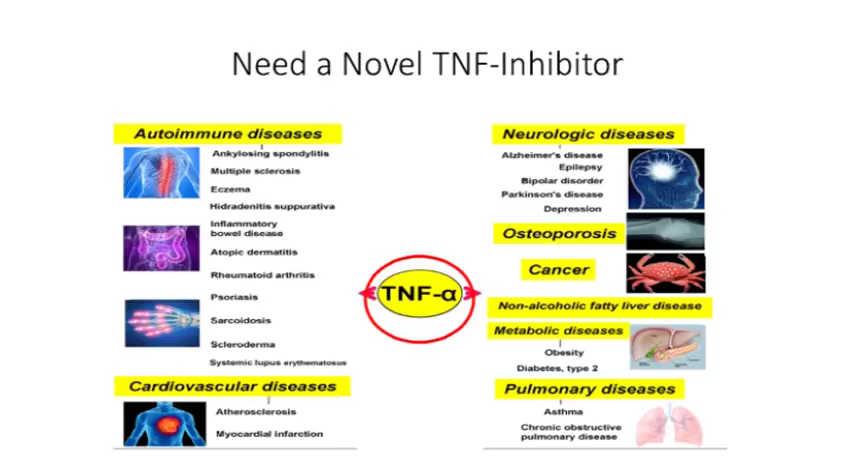 Need a Novel TNF-Inhibitor
Autoimmune diseases
Ankylosing spondylitis
Multiple sclerosis
Eczema
Hidradenitis suppurativa
Inflammatory
bowel disease
Atopic dermatitis
Rheumatoid arthritis
Psoriasis
Sarcoidosis
Scleroderma
Systemic lupus erythematosus
Cardiovascular diseases
Atherosclerosis
Myocardial infarction
TNF-α
Neurologic diseases
Alzheimer's disease
Epilepsy
Bipolar disorder
Parkinson's disease
Depression
Osteoporosis
Cancer
Non-alcoholic fatty liver disease
Metabolic diseases
Obesity
Diabetes, type 2
Pulmonary diseases
Asthma
Chronic obstructive
pulmonary disease